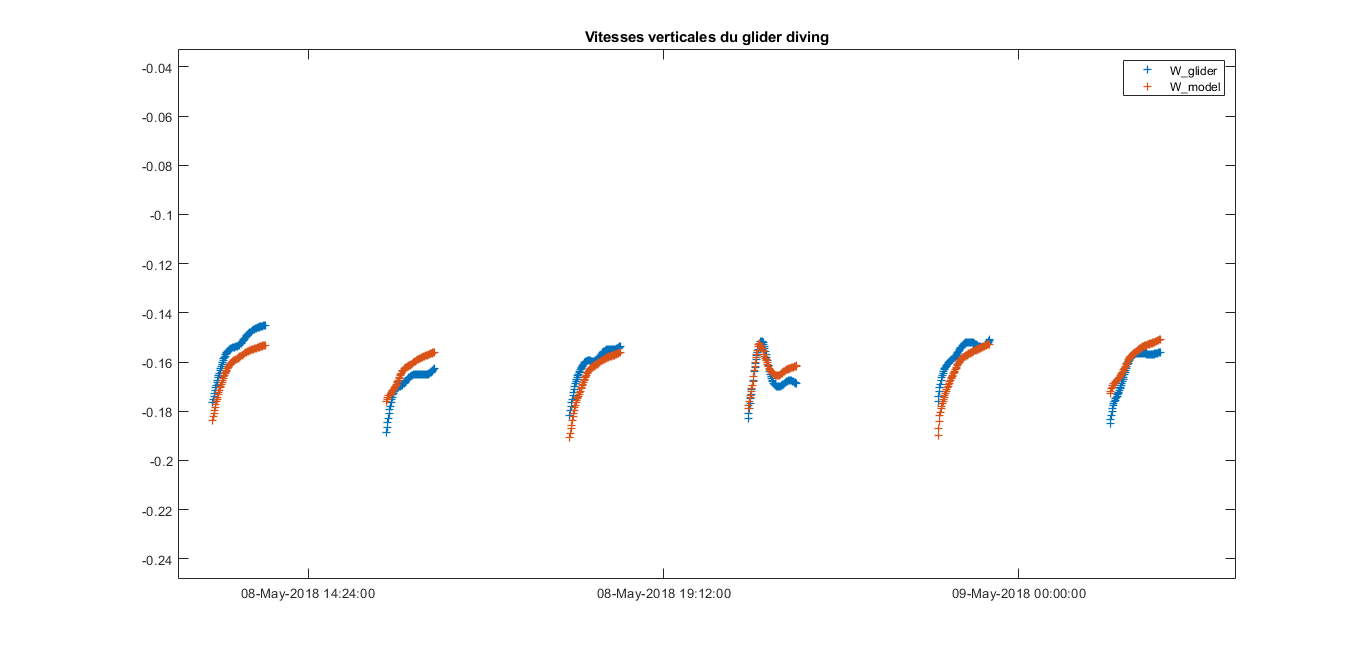 Vitesses verticales du glider diving
W_glider
W_model
-0.04
-0.06
-0.08
-0.1
-0.12
-0.14
-0.16
-0.18
-0.2
-0.22
-0.24
08-May-2018 14:24:00 08-May-2018 19:12:00 09-May-2018 00:00:00